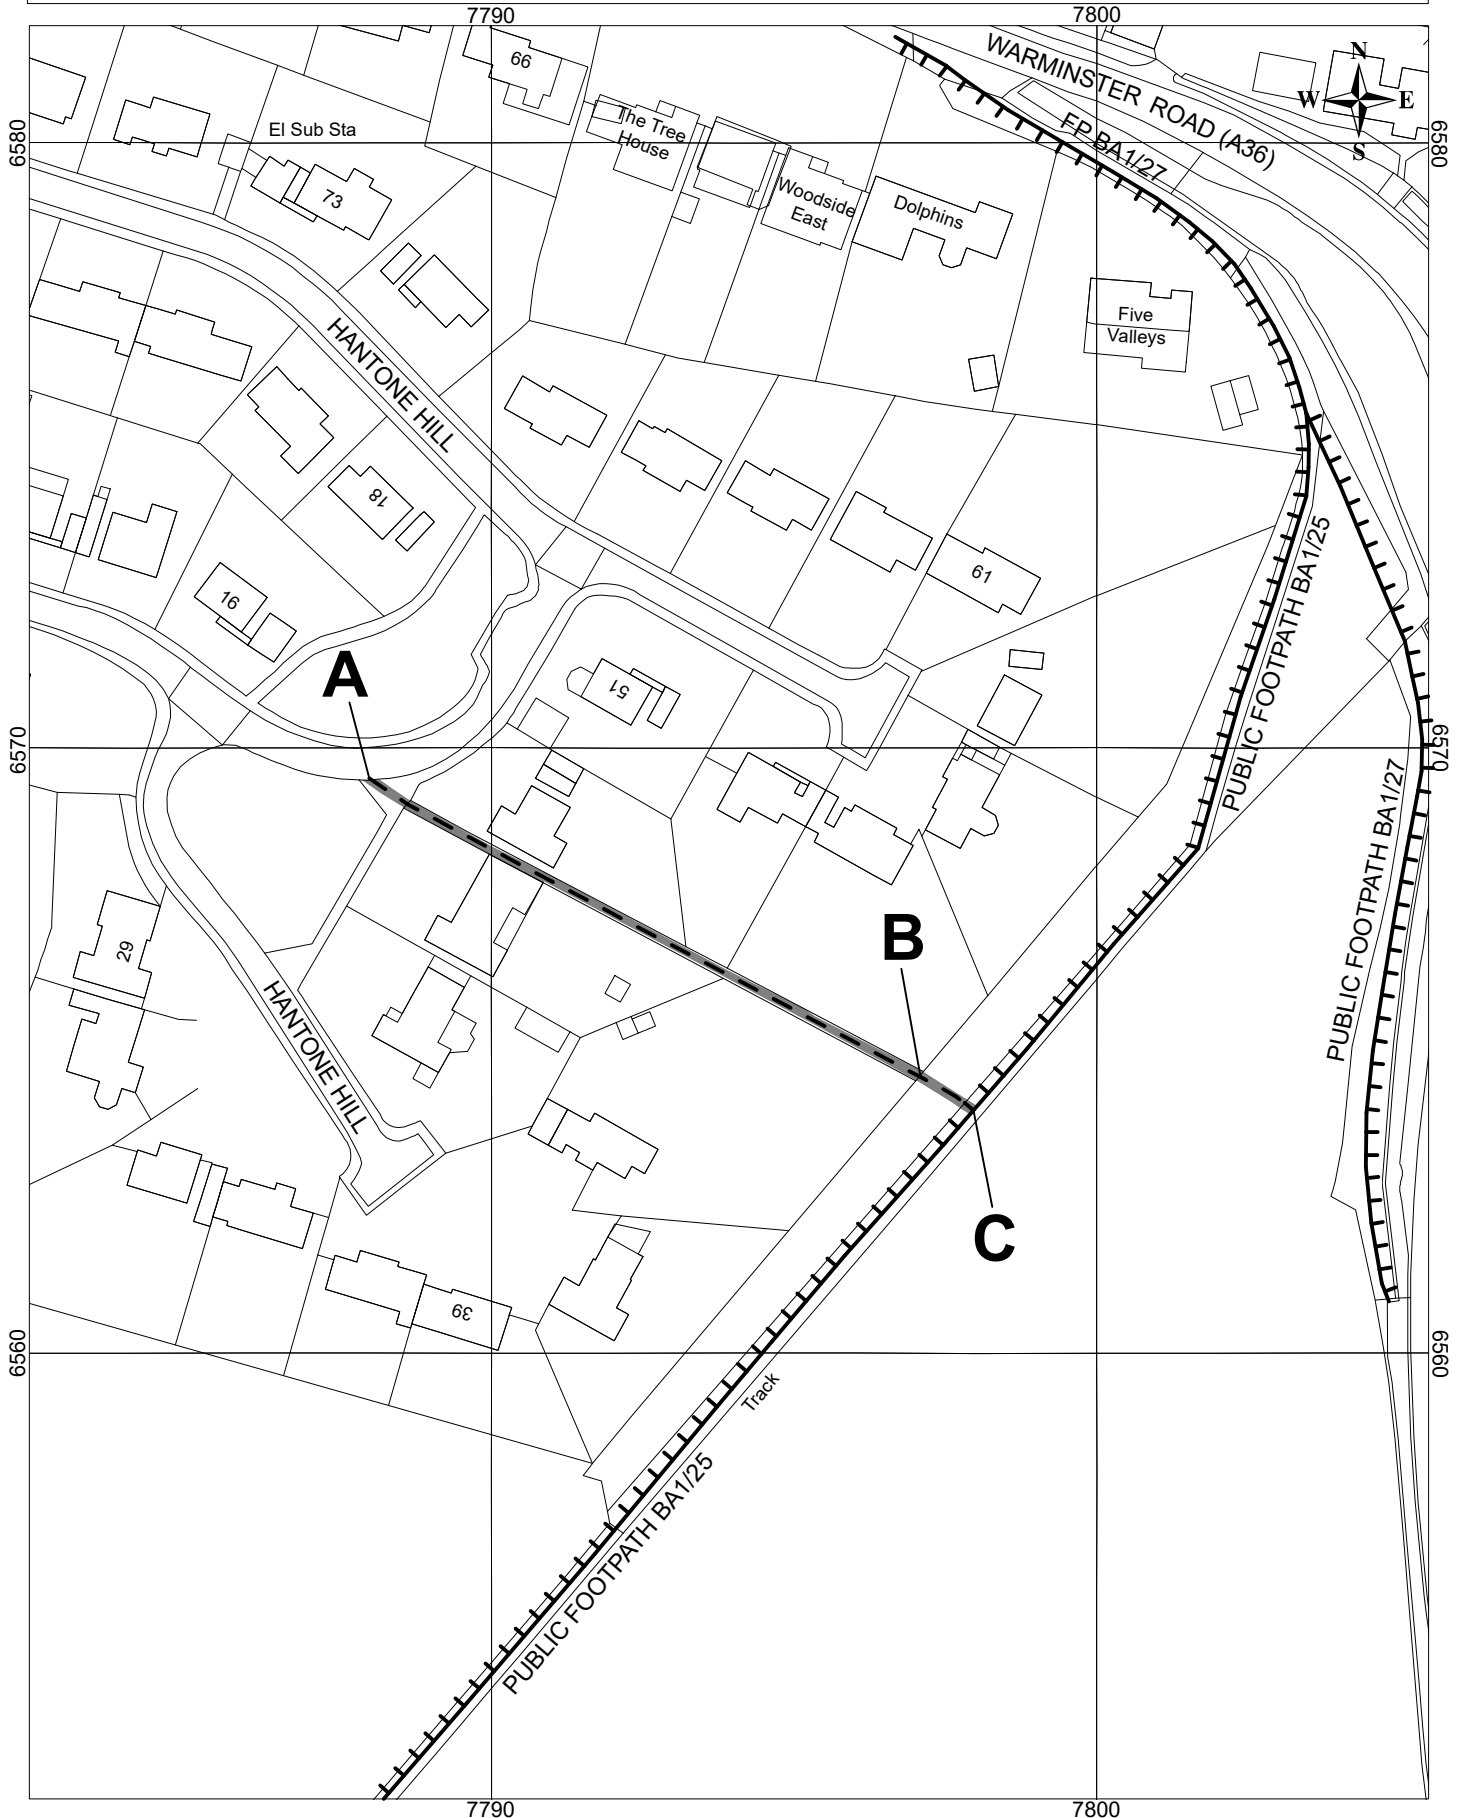 7790
7800
66
WARMINSTER ROAD (A36)
N
W
E
S
6580
El Sub Sta
The Tree
House
FP BA1/27
6580
73
Woodside
East
Dolphins
HANTONE HILL
Five
Valleys
18
16
61
PUBLIC FOOTPATH BA1/25
A
51
6570
6570
PUBLIC FOOTPATH BA1/27
B
29
HANTONE HILL
C
39
6560
6560
Track
PUBLIC FOOTPATH BA1/25
7790
7800